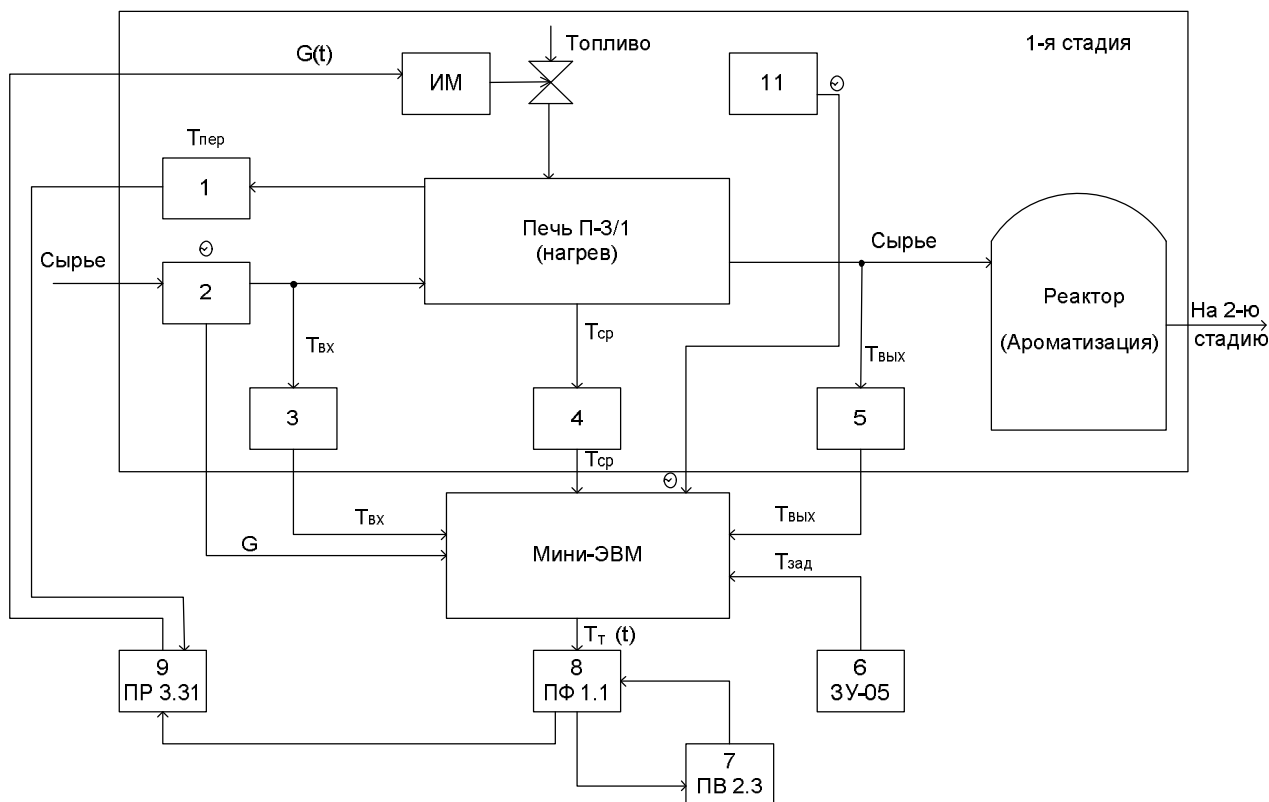 Топливо
1-я стадия
G(t)
ИМ
11
Tпер
1
Печь П-3/1
(нагрев)
Сырье
Сырье
2
Реактор
(Ароматизация)
На 2-ю
стадию
Tвх
Tср
Tвых
3
4
5
Tср
Tвх
Tвых
G
Мини-ЭВМ
Tзад
Tт (t)
9
ПР 3.31
8
ПФ 1.1
6
ЗУ-05
7
ПВ 2.3